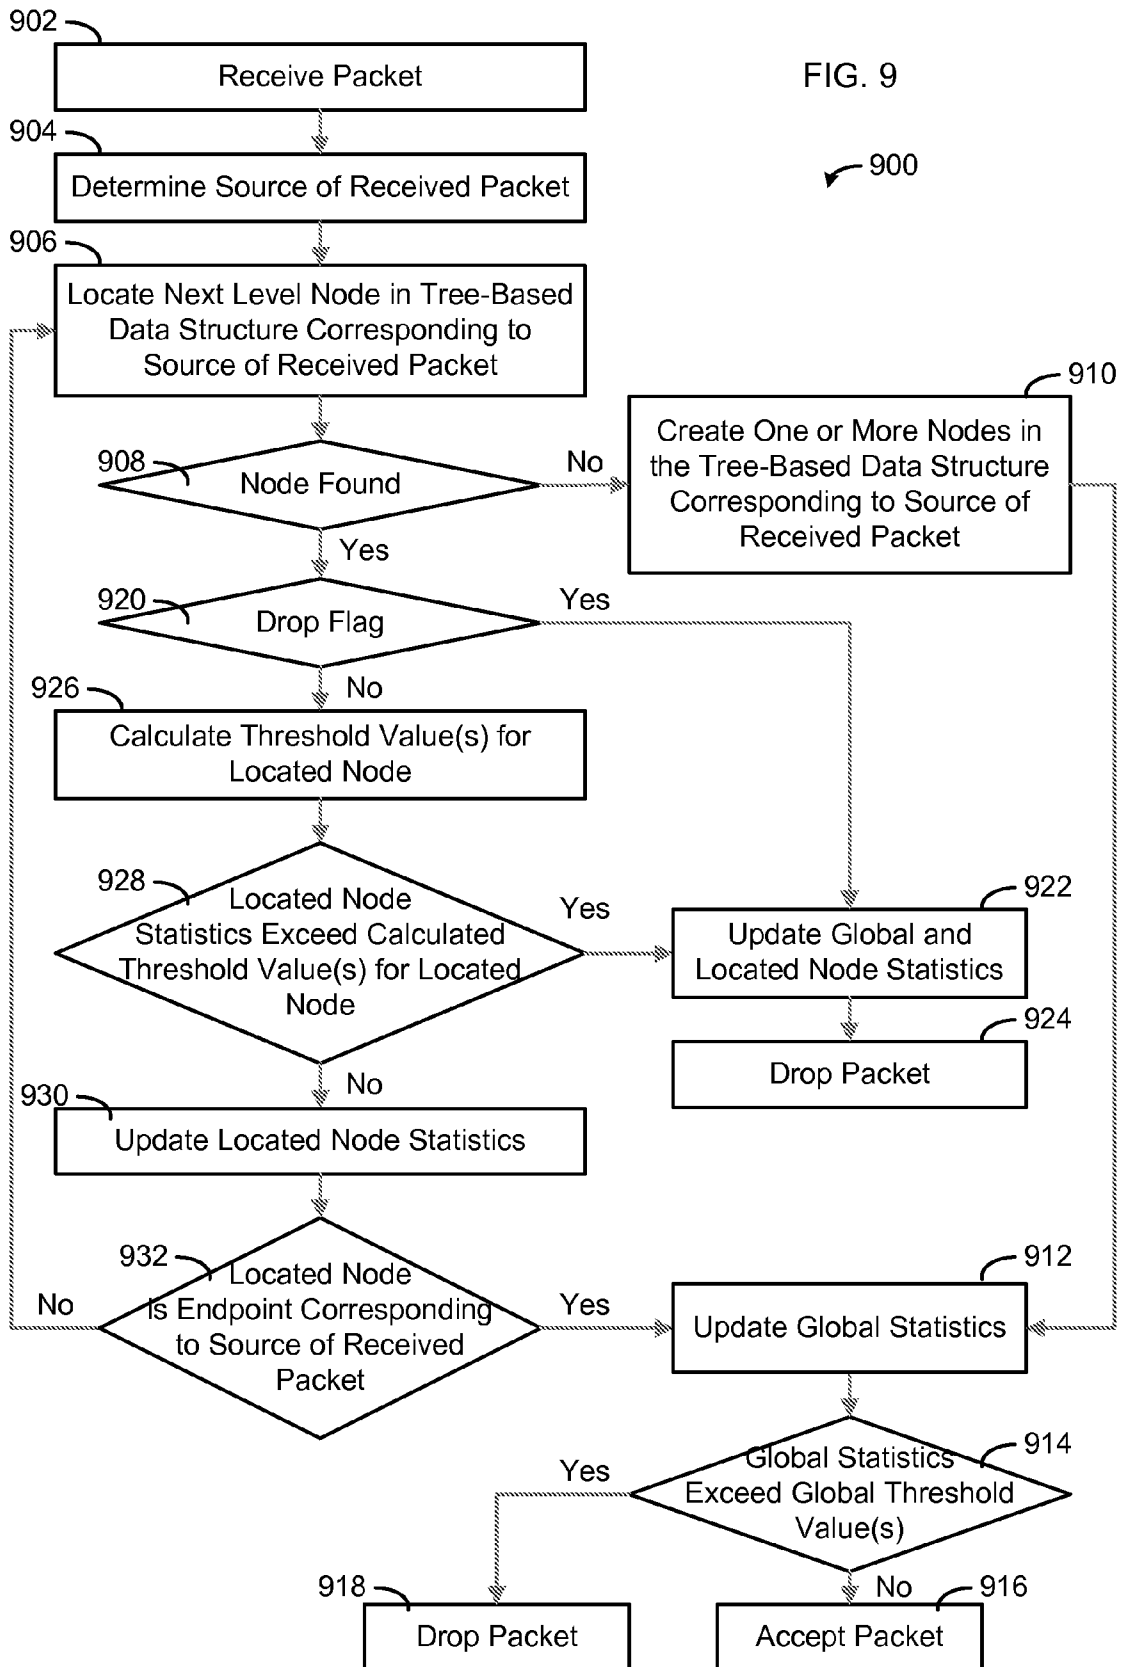 902
Receive Packet
FIG. 9
904
Determine Source of Received Packet
900
906
Locate Next Level Node in Tree-Based
Data Structure Corresponding to
Source of Received Packet
910
Create One or More Nodes in
the Tree-Based Data Structure
Corresponding to Source of
Received Packet
908
Node Found
No
Yes
920
Drop Flag
Yes
No
926
Calculate Threshold Value(s) for
Located Node
928
Located Node
Statistics Exceed Calculated
Threshold Value(s) for Located
Node
Yes
922
Update Global and
Located Node Statistics
924
Drop Packet
No
930
Update Located Node Statistics
932
Located Node
is Endpoint Corresponding
to Source of Received
Packet
No
Yes
912
Update Global Statistics
914
Global Statistics
Exceed Global Threshold
Value(s)
Yes
No
918
Drop Packet
916
Accept Packet